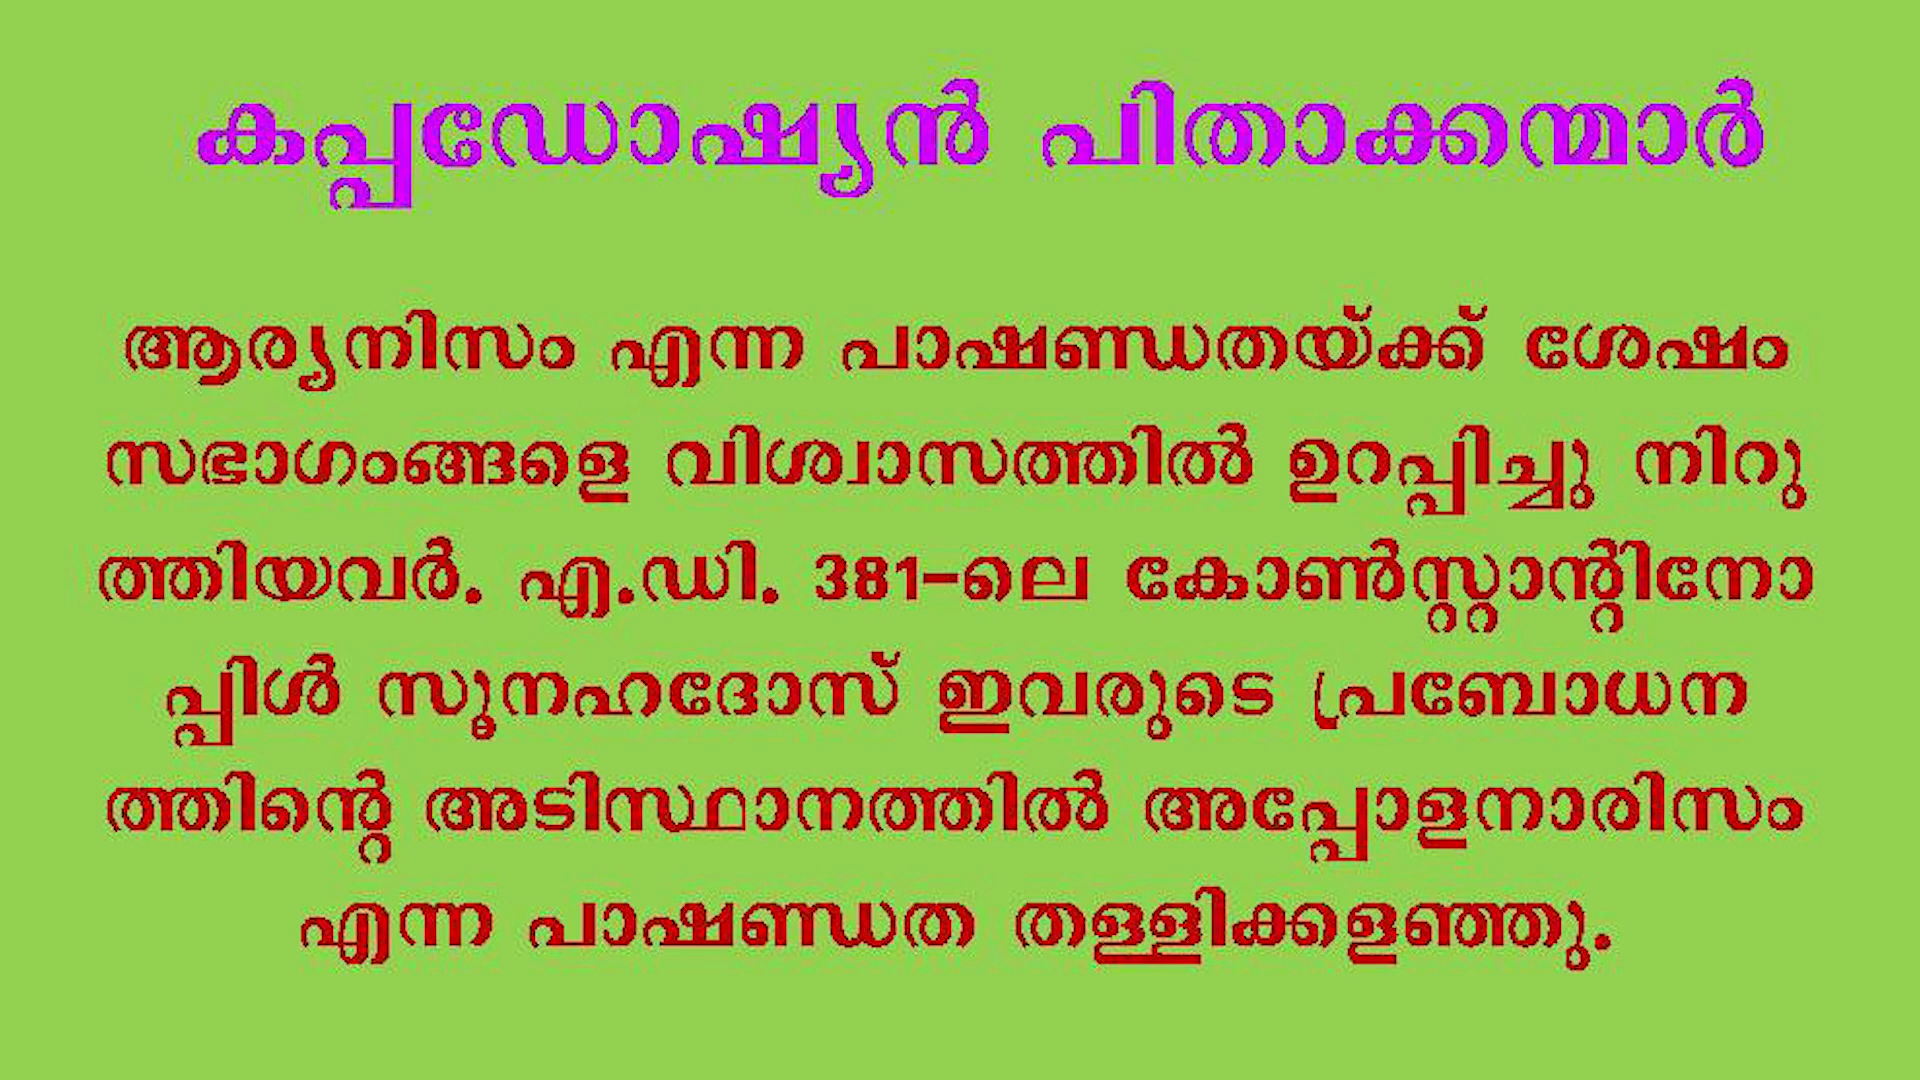 കപ്പഡോഷ്യൻ പിതാക്കന്മാർ
ആര്യനിസം എന്ന പാഷണ്ഡതയ്ക്ക് ശേഷം
സഭാഗംങ്ങളെ വിശ്വാസത്തിൽ ഉറപ്പിച്ചു നിറു
ത്തിയവർ. എ.ഡി. 381-ലെ കോൺസ്റ്റാന്റിനോ
പ്പിൾ സൂനഹദോസ് ഇവരുടെ പ്രബോധന
ത്തിന്റെ അടിസ്ഥാനത്തിൽ അപ്പോളനാരിസം
എന്ന പാഷണ്ഡത തള്ളിക്കളഞ്ഞു.